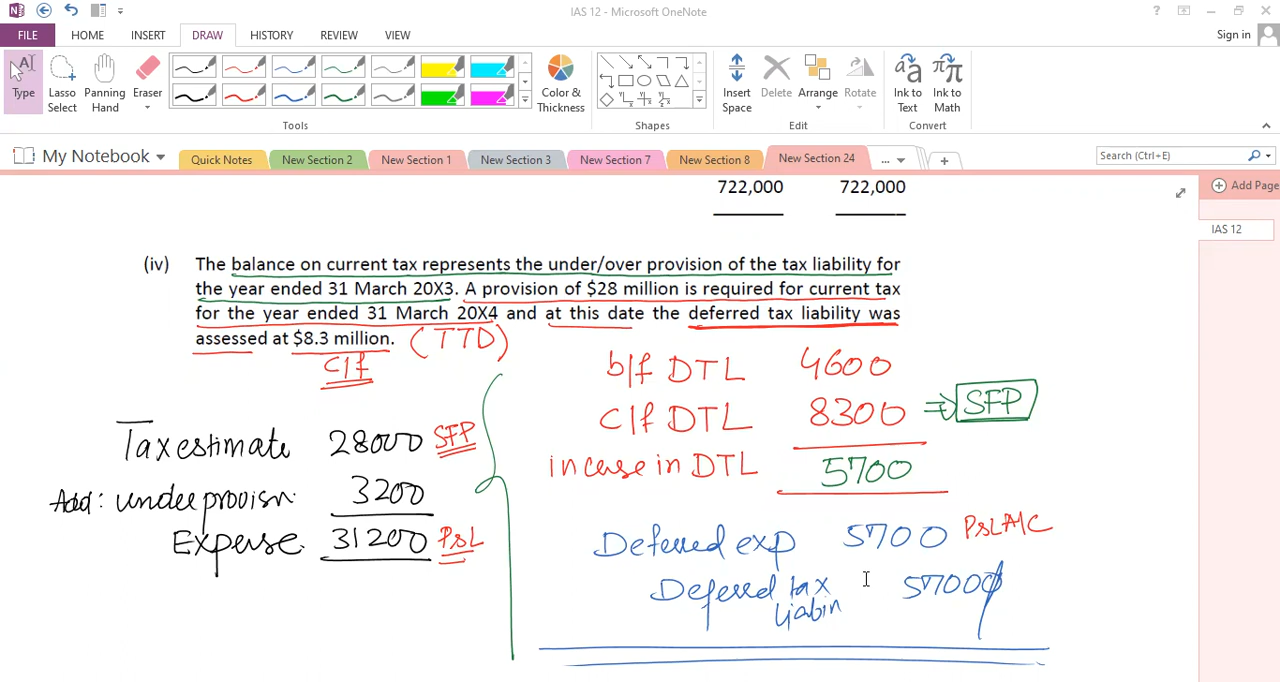 IAS 12 - Microsoft OneNote
FILE HOME INSERT DRAW HISTORY REVIEW VIEW Sign in
Type Lasso Select Panning Hand Eraser Color & Thickness Insert Space Delete Arrange Rotate Ink to Text Ink to Math
Tools Shapes Edit Convert
My Notebook Quick Notes New Section 2 New Section 1 New Section 3 New Section 7 New Section 8 New Section 24 ... + Search (Ctrl+E)
Add Page
IAS 12
722,000 722,000
(iv) The balance on current tax represents the under/over provision of the tax liability for
the year ended 31 March 20X3. A provision of $28 million is required for current tax
for the year ended 31 March 20X4 and at this date the deferred tax liability was
assessed at $8.3 million. (TTD)
c/f
b/f DTL 4600
c/f DTL 8300 ⇒ SFP
incease in DTL 5700
Tax estimate 28000 SFP
Add: underprovisn. 3200
Expense. 31200 PsL
Deferred exp 5700 PsL A/C
Deferred tax 5700